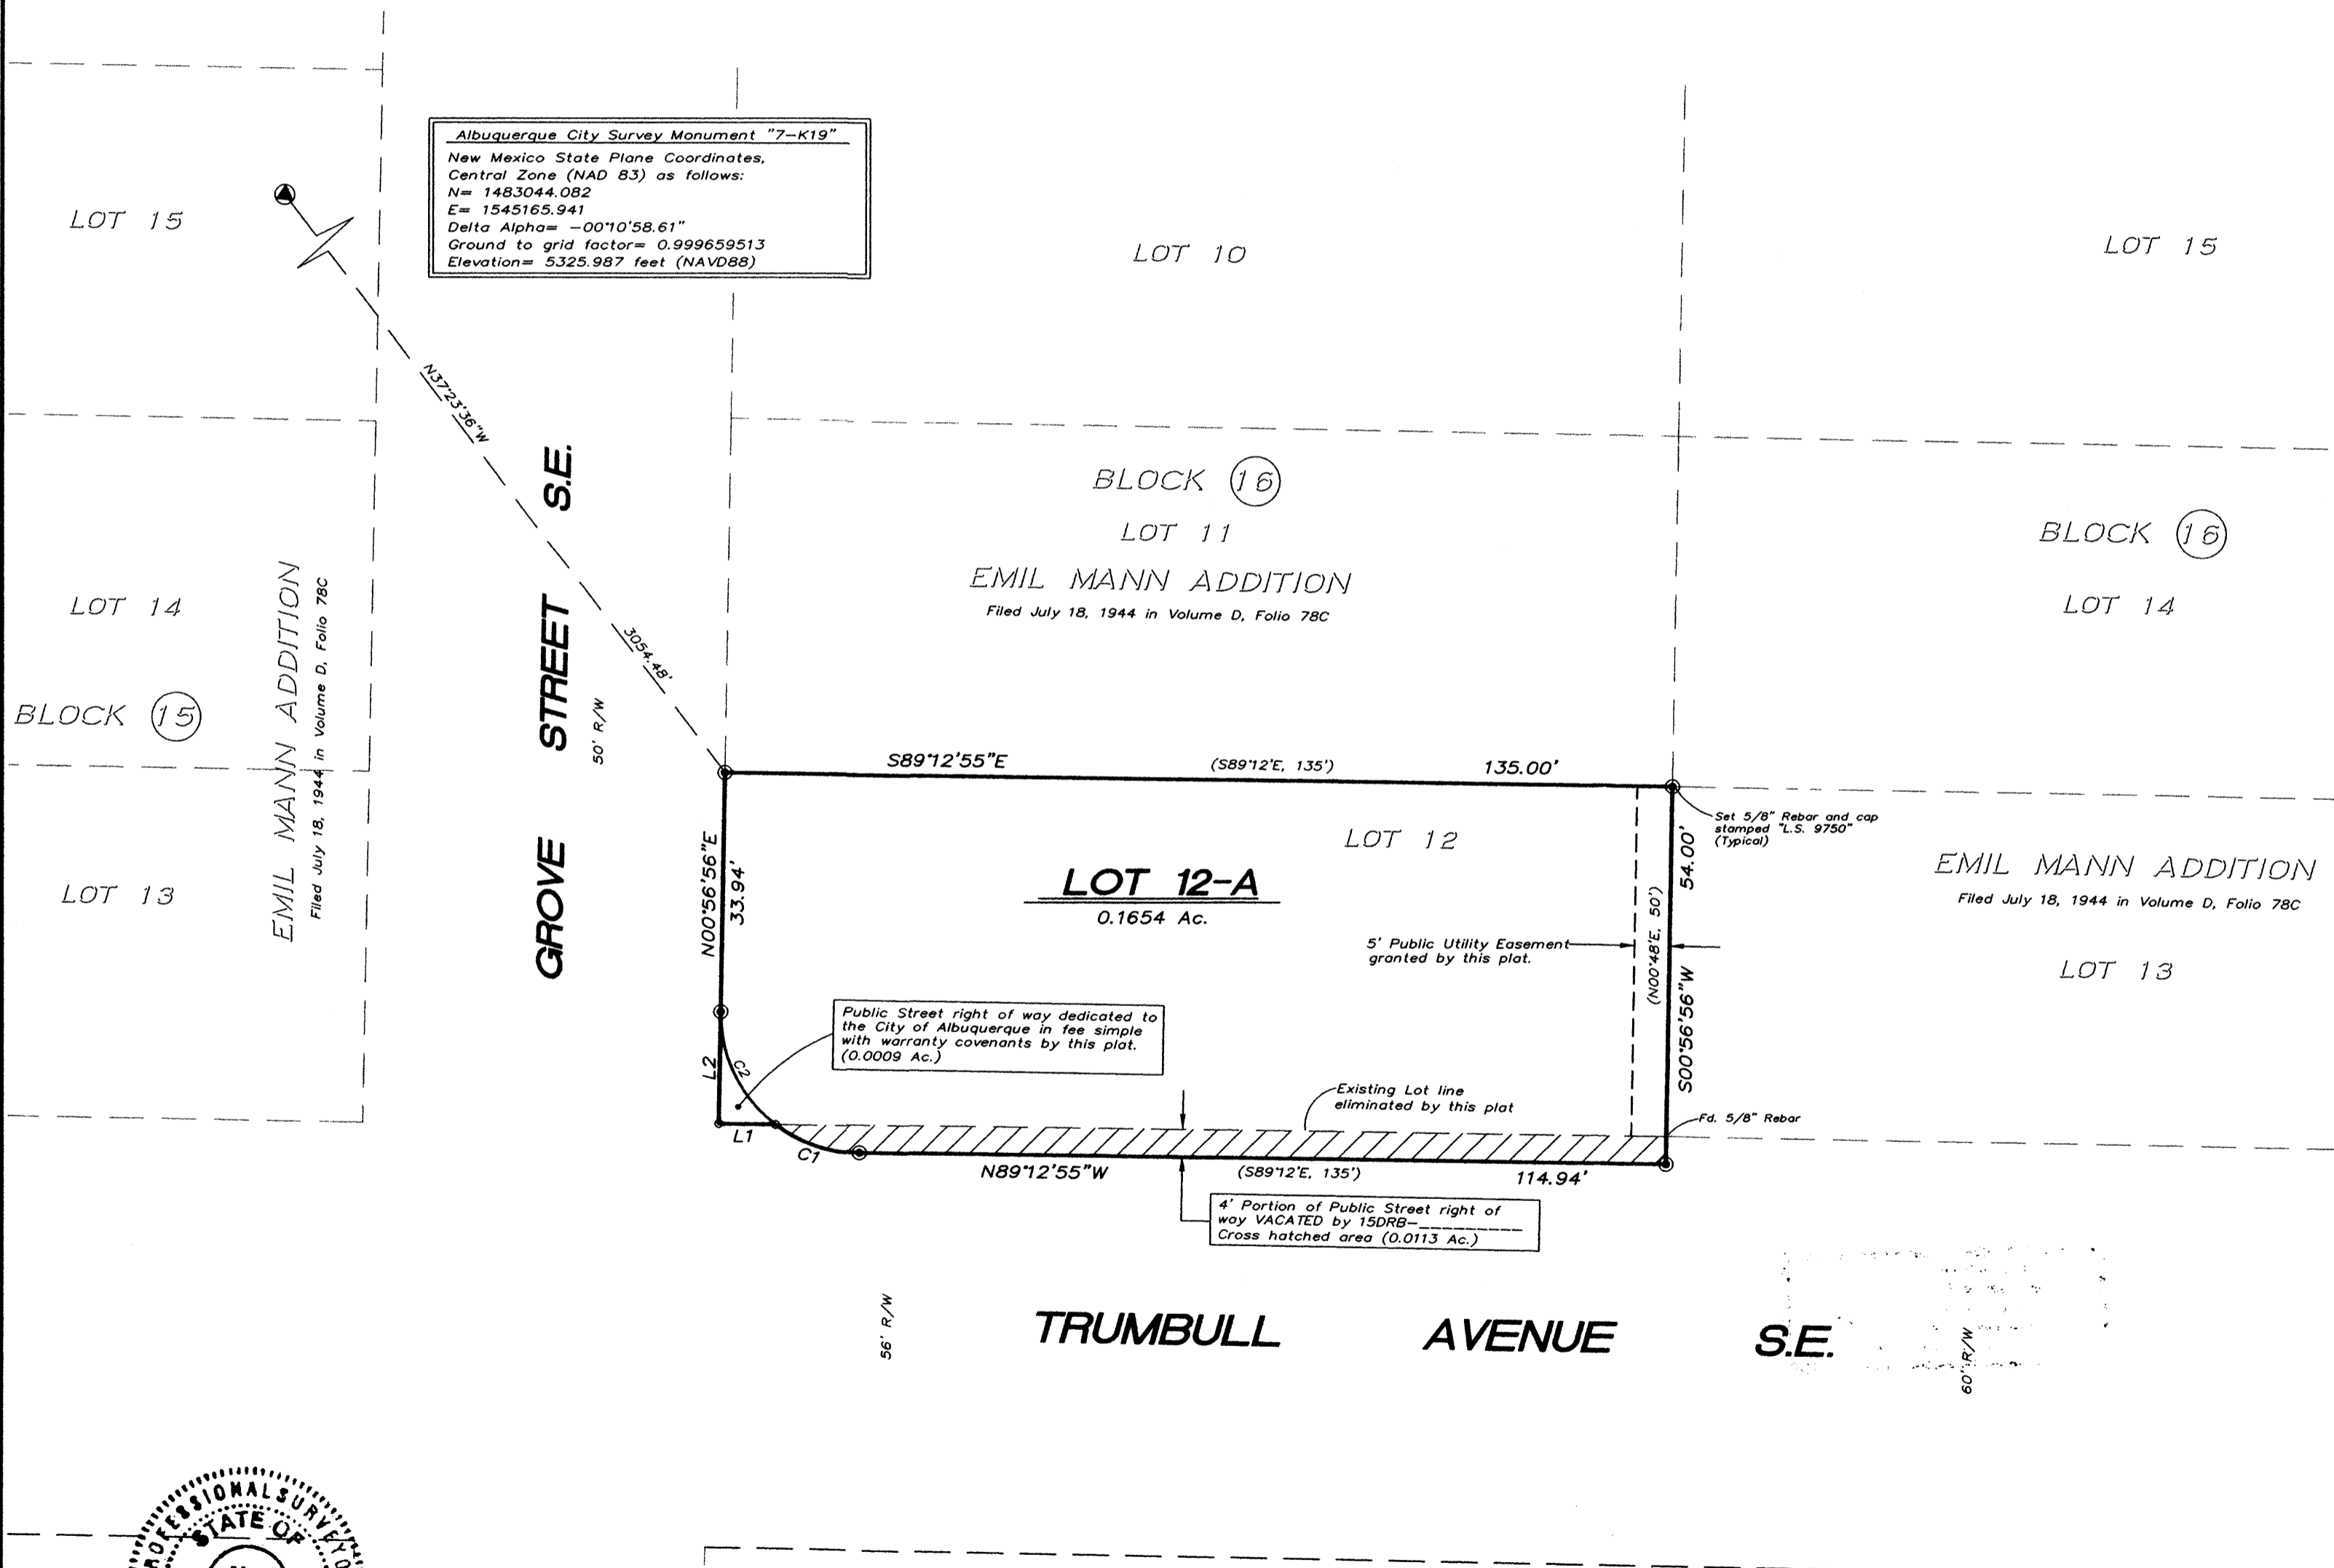 Albuquerque City Survey Monument "7-K19"
New Mexico State Plane Coordinates,
Central Zone (NAD 83) as follows:
N= 1483044.082
E= 1545165.941
Delta Alpha= -00°10'58.61"
Ground to grid factor= 0.999659513
Elevation= 5325.987 feet (NAVD88)
LOT 15
LOT 10
LOT 15
N37°23'36"W
3054.48'
BLOCK 16
LOT 11
EMIL MANN ADDITION
Filed July 18, 1944 in Volume D, Folio 78C
BLOCK 16
LOT 14
LOT 14
BLOCK 15
EMIL MANN ADDITION
Filed July 18, 1944 in Volume D, Folio 78C
LOT 13
GROVE STREET S.E.
50' R/W
S89°12'55"E
(S89°12'E, 135')
135.00'
Set 5/8" Rebar and cap
stamped "L.S. 9750"
(Typical)
LOT 12
LOT 12-A
0.1654 Ac.
N00°56'56"E
33.94'
54.00'
(N00°48'E, 50')
S00°56'56"W
5' Public Utility Easement
granted by this plat.
EMIL MANN ADDITION
Filed July 18, 1944 in Volume D, Folio 78C
LOT 13
Public Street right of way dedicated to
the City of Albuquerque in fee simple
with warranty covenants by this plat.
(0.0009 Ac.)
L2
C2
L1
C1
Existing Lot line
eliminated by this plat
Fd. 5/8" Rebar
N89°12'55"W
(S89°12'E, 135')
114.94'
4' Portion of Public Street right of
way VACATED by 15DRB-__________
Cross hatched area (0.0113 Ac.)
56' R/W
TRUMBULL AVENUE S.E.
60' R/W
STATE OF